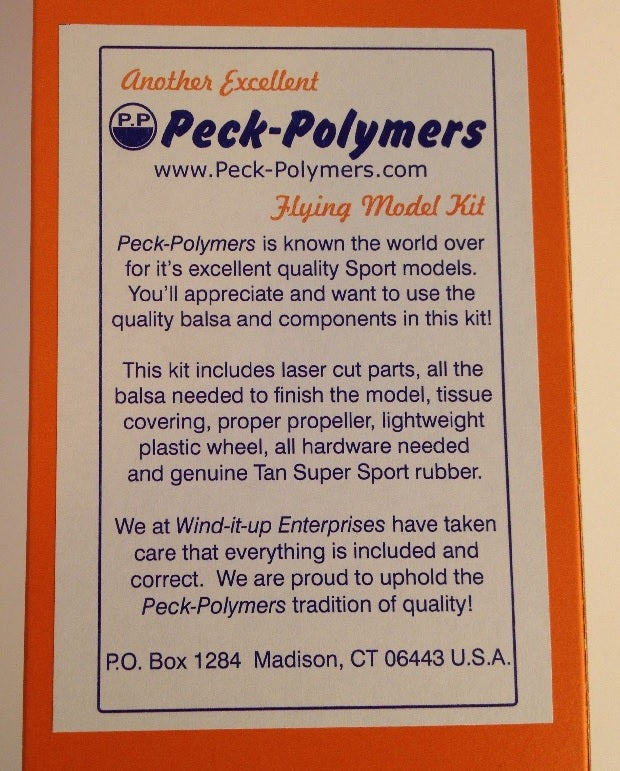 Another Excellent
P.P Peck-Polymers
www.Peck-Polymers.com
Flying Model Kit
Peck-Polymers is known the world over
for it's excellent quality Sport models.
You'll appreciate and want to use the
quality balsa and components in this kit!
This kit includes laser cut parts, all the
balsa needed to finish the model, tissue
covering, proper propeller, lightweight
plastic wheel, all hardware needed
and genuine Tan Super Sport rubber.
We at Wind-it-up Enterprises have taken
care that everything is included and
correct.  We are proud to uphold the
Peck-Polymers tradition of quality!
P.O. Box 1284  Madison, CT 06443 U.S.A.